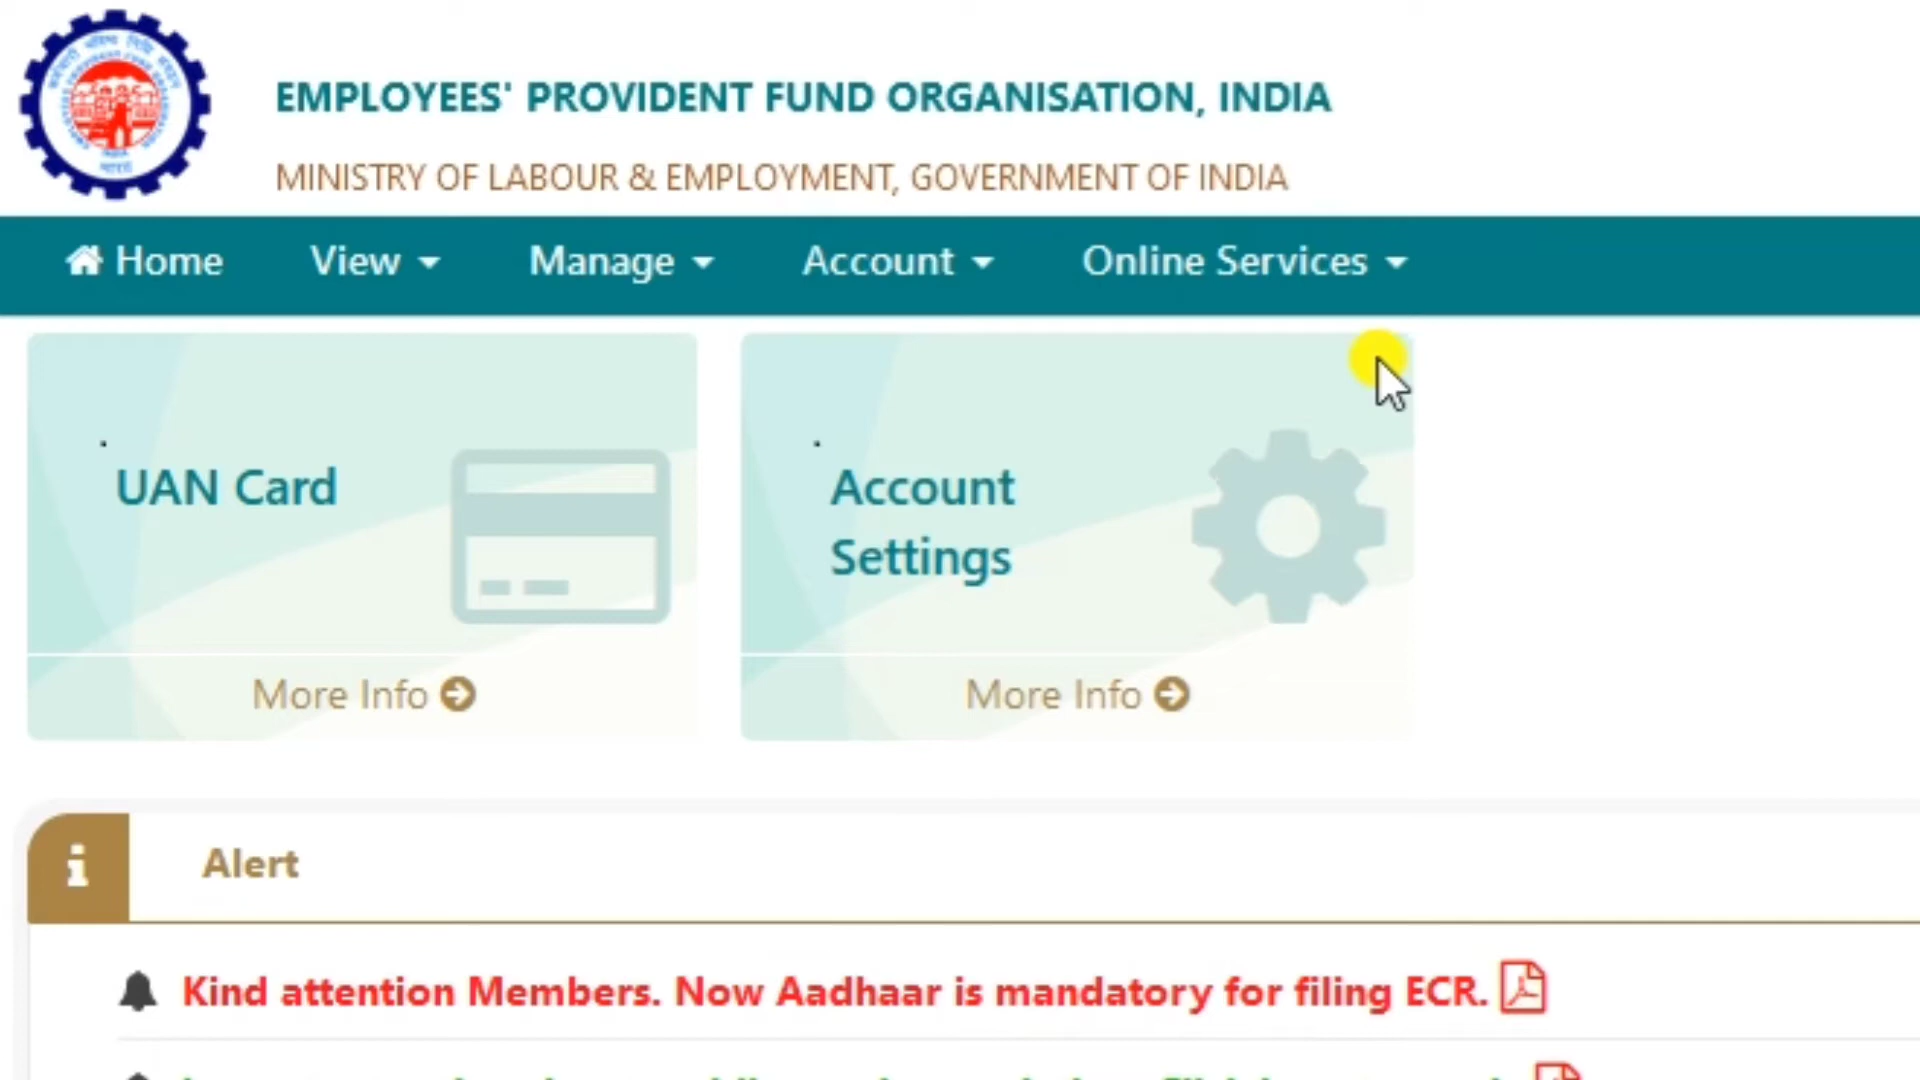 EMPLOYEES' PROVIDENT FUND ORGANISATION, INDIA
MINISTRY OF LABOUR & EMPLOYMENT, GOVERNMENT OF INDIA
Home View Manage Account Online Services
UAN Card
More Info
Account
Settings
More Info
Alert
Kind attention Members. Now Aadhaar is mandatory for filing ECR.